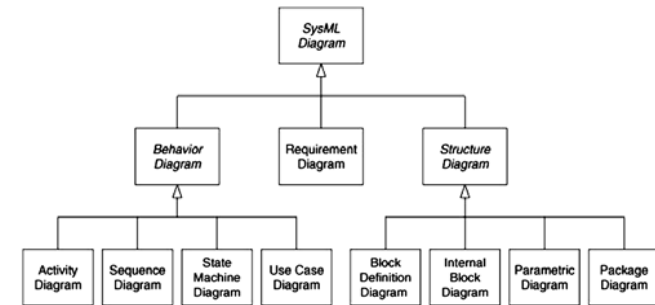 SysML
Diagram
Behavior
Diagram
Requirement
Diagram
Structure
Diagram
Activity
Diagram
Sequence
Diagram
State
Machine
Diagram
Use Case
Diagram
Block
Definition
Diagram
Internal
Block
Diagram
Parametric
Diagram
Package
Diagram